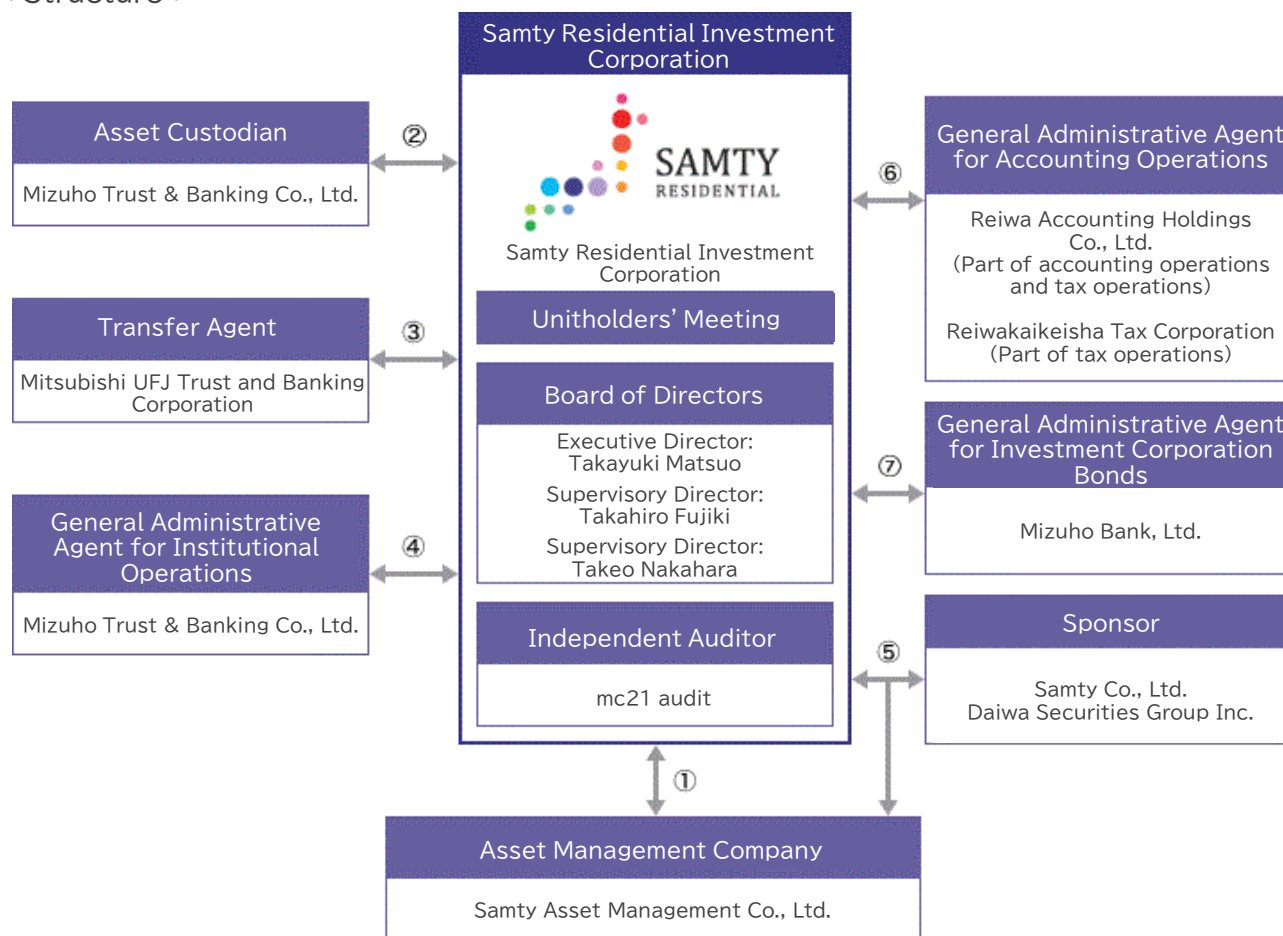 <Structure>
Samty Residential Investment
Corporation
SAMTY
RESIDENTIAL
Samty Residential Investment
Corporation
Unitholders’ Meeting
Board of Directors
Executive Director:
Takayuki Matsuo
Supervisory Director:
Takahiro Fujiki
Supervisory Director:
Takeo Nakahara
Independent Auditor
mc21 audit
Asset Custodian
Mizuho Trust & Banking Co., Ltd.
②
Transfer Agent
Mitsubishi UFJ Trust and Banking
Corporation
③
General Administrative
Agent for Institutional
Operations
Mizuho Trust & Banking Co., Ltd.
④
⑥
General Administrative Agent
for Accounting Operations
Reiwa Accounting Holdings
Co., Ltd.
(Part of accounting operations
and tax operations)
Reiwakaikeisha Tax Corporation
(Part of tax operations)
⑦
General Administrative Agent
for Investment Corporation
Bonds
Mizuho Bank, Ltd.
⑤
Sponsor
Samty Co., Ltd.
Daiwa Securities Group Inc.
①
Asset Management Company
Samty Asset Management Co., Ltd.